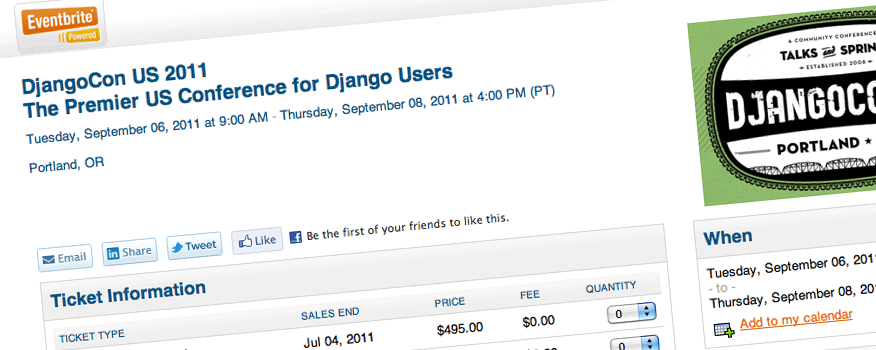 Eventbrite
Powered
DjangoCon US 2011
The Premier US Conference for Django Users
Tuesday, September 06, 2011 at 9:00 AM - Thursday, September 08, 2011 at 4:00 PM (PT)
Portland, OR
Email
Share
Tweet
Like
Be the first of your friends to like this.
Ticket Information
TICKET TYPE SALES END PRICE FEE QUANTITY
Jul 04, 2011 $495.00 $0.00 0
0
A COMMUNITY CONFERENCE
TALKS AND SPRIN
ESTABLISHED 2008
DJANGOCO
PORTLAND
When
Tuesday, September 06, 201
- to -
Thursday, September 08, 20
Add to my calendar